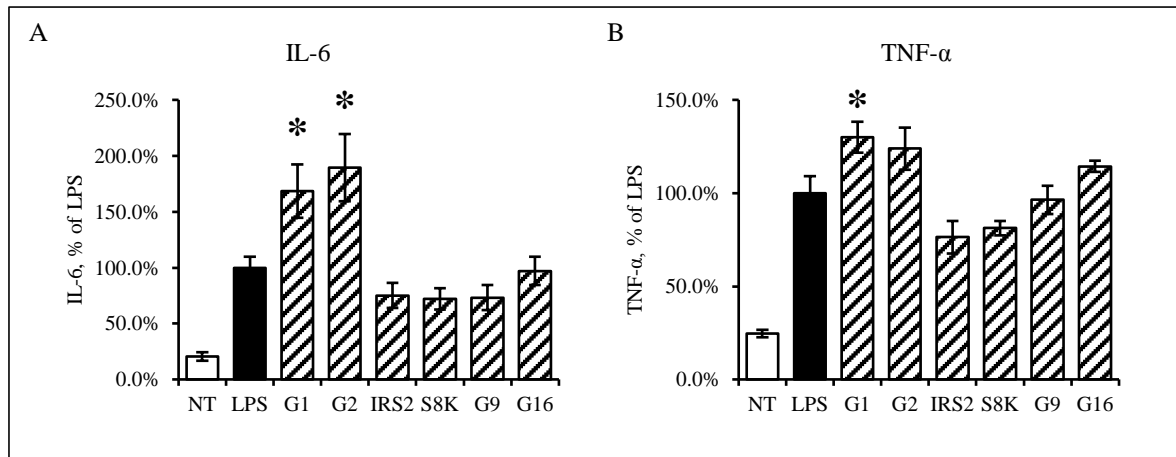 A
IL-6
IL-6, % of LPS
250.0%
200.0%
150.0%
100.0%
50.0%
0.0%
* *
NT LPS G1 G2 IRS2 S8K G9 G16
B
TNF-α
TNF-α, % of LPS
150.0%
100.0%
50.0%
0.0%
*
NT LPS G1 G2 IRS2 S8K G9 G16